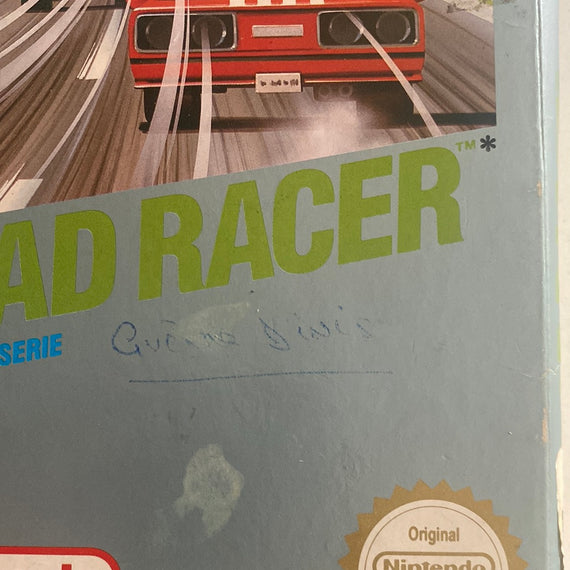 AD RACER™*
SERIE
Original
Nintendo